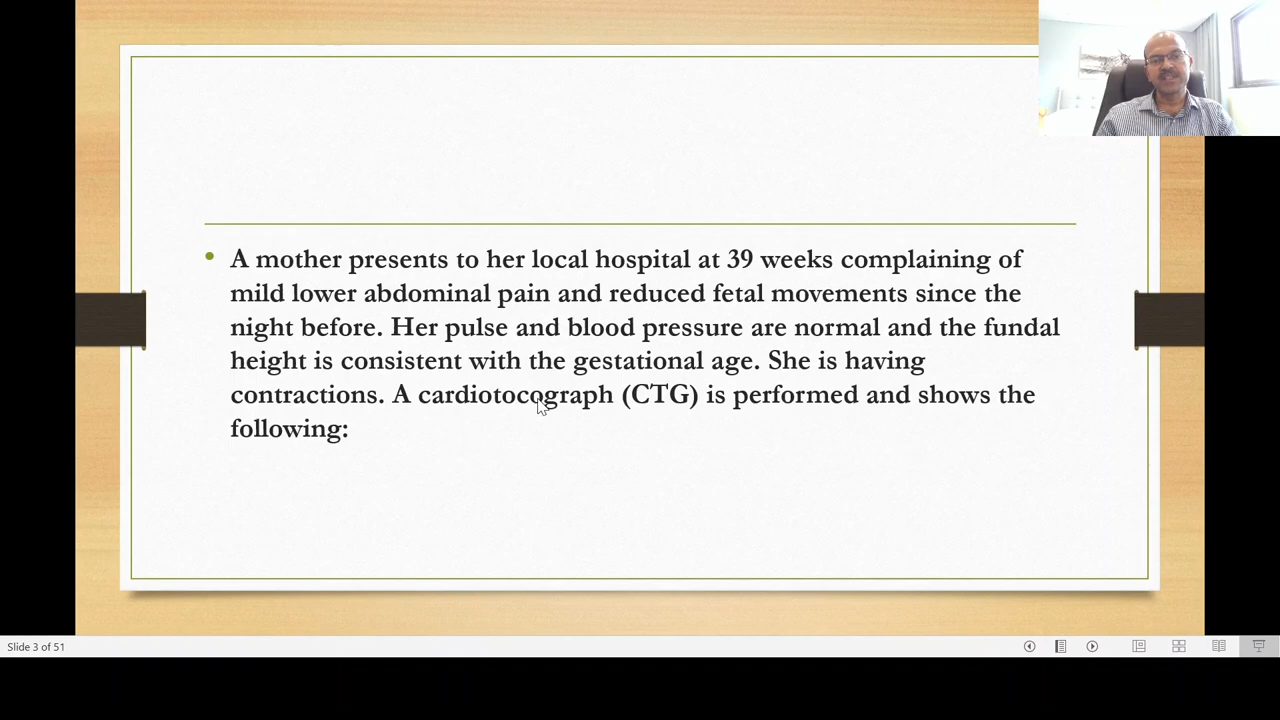 • A mother presents to her local hospital at 39 weeks complaining of
mild lower abdominal pain and reduced fetal movements since the
night before. Her pulse and blood pressure are normal and the fundal
height is consistent with the gestational age. She is having
contractions. A cardiotocograph (CTG) is performed and shows the
following:
Slide 3 of 51